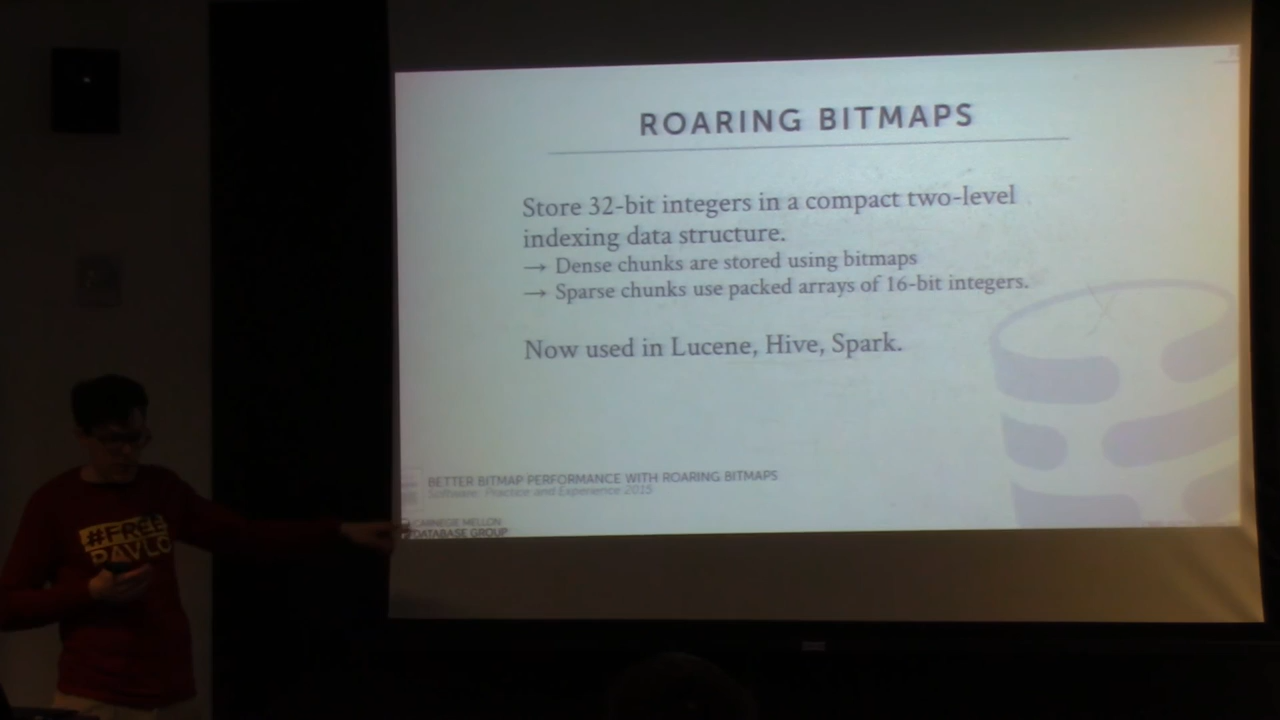 ROARING BITMAPS
Store 32-bit integers in a compact two-level
indexing data structure.
→ Dense chunks are stored using bitmaps
→ Sparse chunks use packed arrays of 16-bit integers.
Now used in Lucene, Hive, Spark.
BETTER BITMAP PERFORMANCE WITH ROARING BITMAPS
Software: Practice and Experience 2015
CARNEGIE MELLON
DATABASE GROUP
#FREE
PAVLO